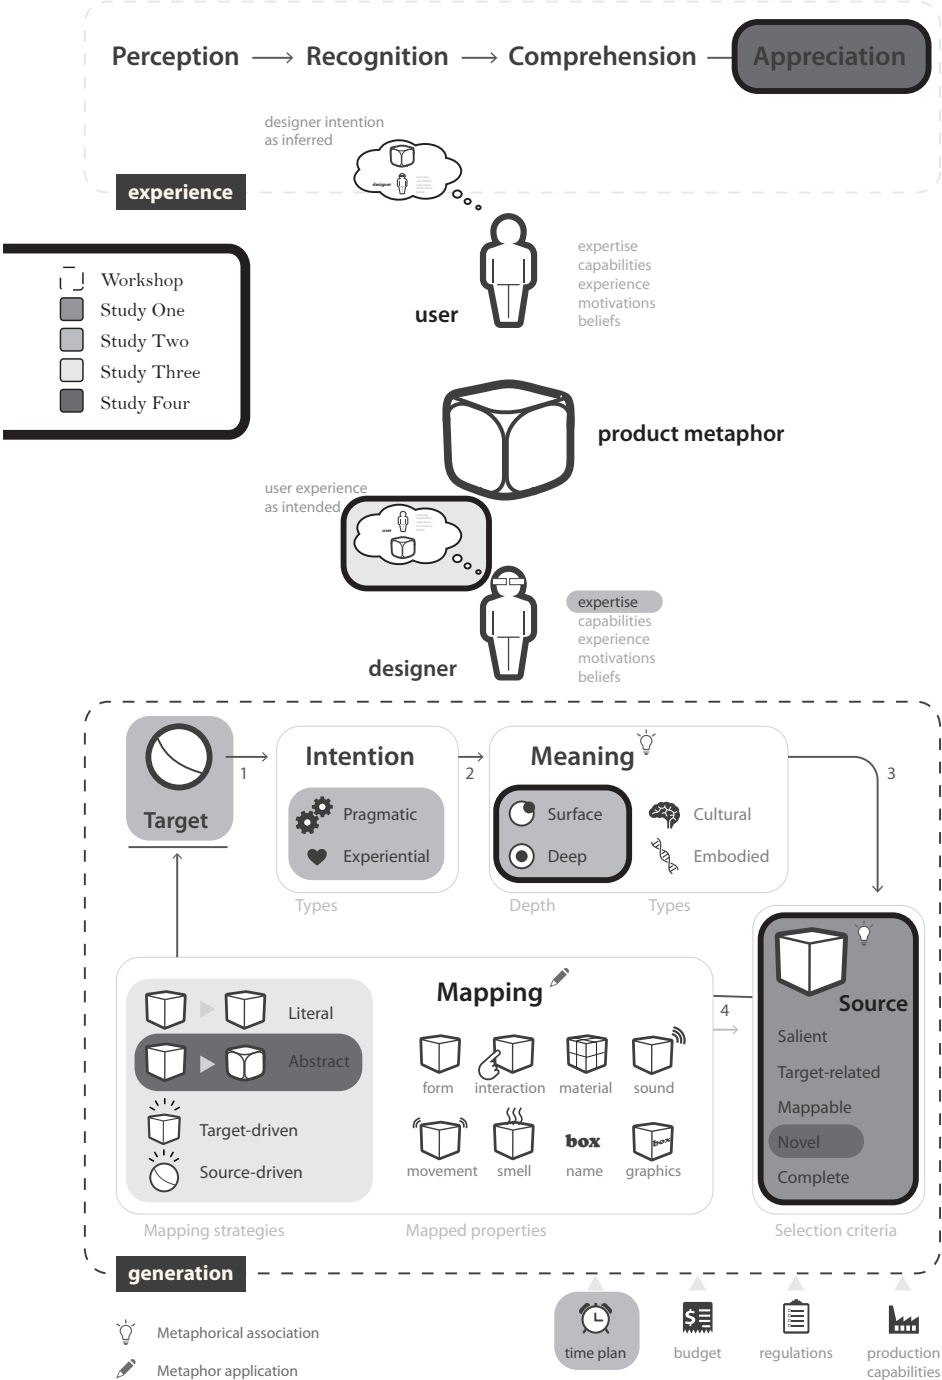 Perception Recognition Comprehension Appreciation
designer intention
as inferred
designer
experience
expertise
capabilities
experience
motivations
beliefs
user
Workshop
Study One
Study Two
Study Three
Study Four
product metaphor
user experience
as intended
user
expertise
capabilities
experience
motivations
beliefs
designer
Target
1
Intention
Pragmatic
Experiential
Types
2
Meaning
Surface
Deep
Depth
Cultural
Embodied
Types
3
Source
Salient
Target-related
Mappable
Novel
Complete
Selection criteria
4
Mapping
Literal
Abstract
Target-driven
Source-driven
Mapping strategies
form interaction material sound
box
box
movement smell name graphics
Mapped properties
generation
Metaphorical association
Metaphor application
time plan
$
budget
regulations
production
capabilities